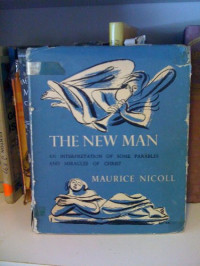 THE NEW MAN
AN INTERPRETATION OF SOME PARABLES
AND MIRACLES OF CHRIST
MAURICE NICOLL